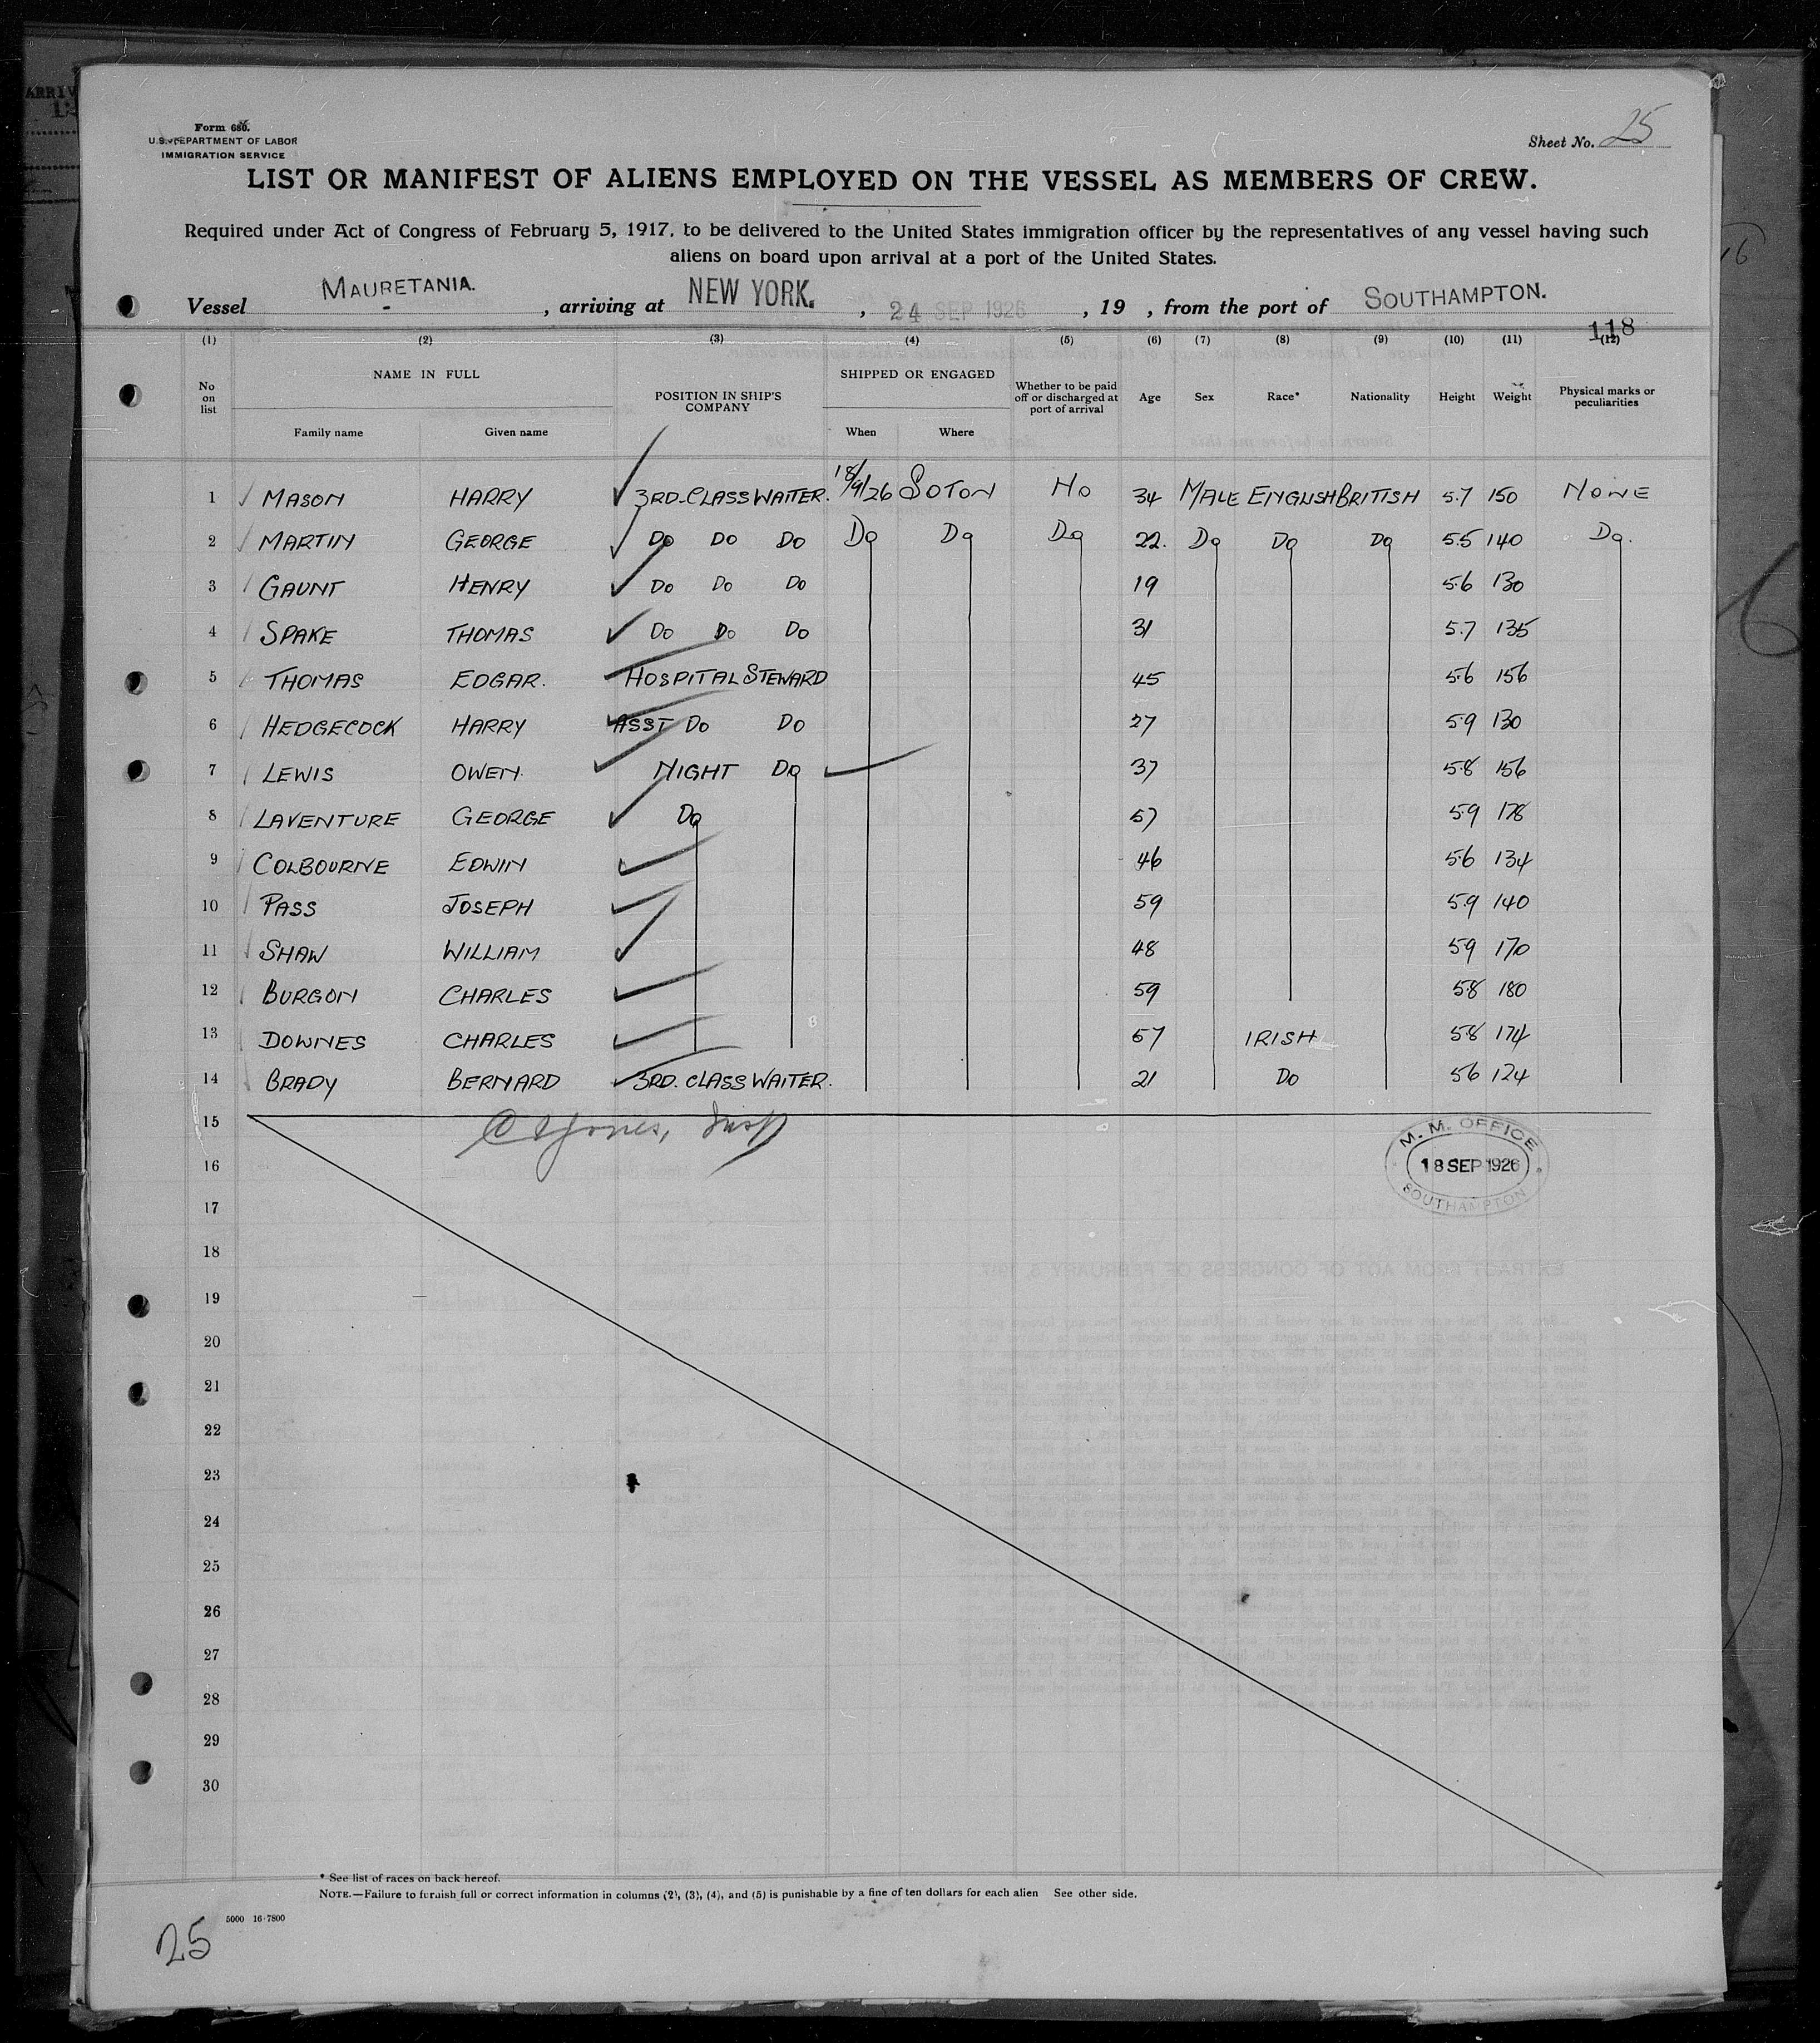 ARRIV
Form 680.
U.S. DEPARTMENT OF LABOR
IMMIGRATION SERVICE
Sheet No. 25
LIST OR MANIFEST OF ALIENS EMPLOYED ON THE VESSEL AS MEMBERS OF CREW.
Required under Act of Congress of February 5, 1917, to be delivered to the United States immigration officer by the representatives of any vessel having such
aliens on board upon arrival at a port of the United States.
Vessel MAURETANIA. , arriving at NEW YORK. , 24 SEP 1926 , 19 , from the port of SOUTHAMPTON.
118
(1) (2) (3) (4) (5) (6) (7) (8) (9) (10) (11) (12)
No on list NAME IN FULL Family name Given name POSITION IN SHIP'S COMPANY SHIPPED OR ENGAGED When Where Whether to be paid off or discharged at port of arrival Age Sex Race* Nationality Height Weight Physical marks or peculiarities
1 MASON HARRY 3RD-CLASS WAITER. 18/9/26 SOTON NO 34 MALE ENGLISH BRITISH 5.7 150 NONE
2 MARTIN GEORGE DO DO DO DO DO DO 22. DO DO DO 5.5 140 DO.
3 GAUNT HENRY DO DO DO 19 5.6 130
4 SPAKE THOMAS DO DO DO 31 5.7 135
5 THOMAS EDGAR. HOSPITAL STEWARD 45 5.6 156
6 HEDGECOCK HARRY ASST DO DO 27 5.9 130
7 LEWIS OWEN. NIGHT DO 37 5.8 156
8 LAVENTURE GEORGE DO 57 5.9 178
9 COLBOURNE EDWIN 46 5.6 134
10 PASS JOSEPH 59 5.9 140
11 SHAW WILLIAM 48 59 170
12 BURGON CHARLES 59 5.8 180
13 DOWNES CHARLES 57 IRISH 5.8 174
14 BRADY BERNARD 3RD. CLASS WAITER. 21 DO 56 124
15
16
17
18
19
20
21
22
23
24
25
26
27
28
29
30
M. M. OFFICE
18 SEP 1926
SOUTHAMPTON
* See list of races on back hereof.
NOTE.—Failure to furnish full or correct information in columns (2), (3), (4), and (5) is punishable by a fine of ten dollars for each alien See other side.
5000 16-7800
25